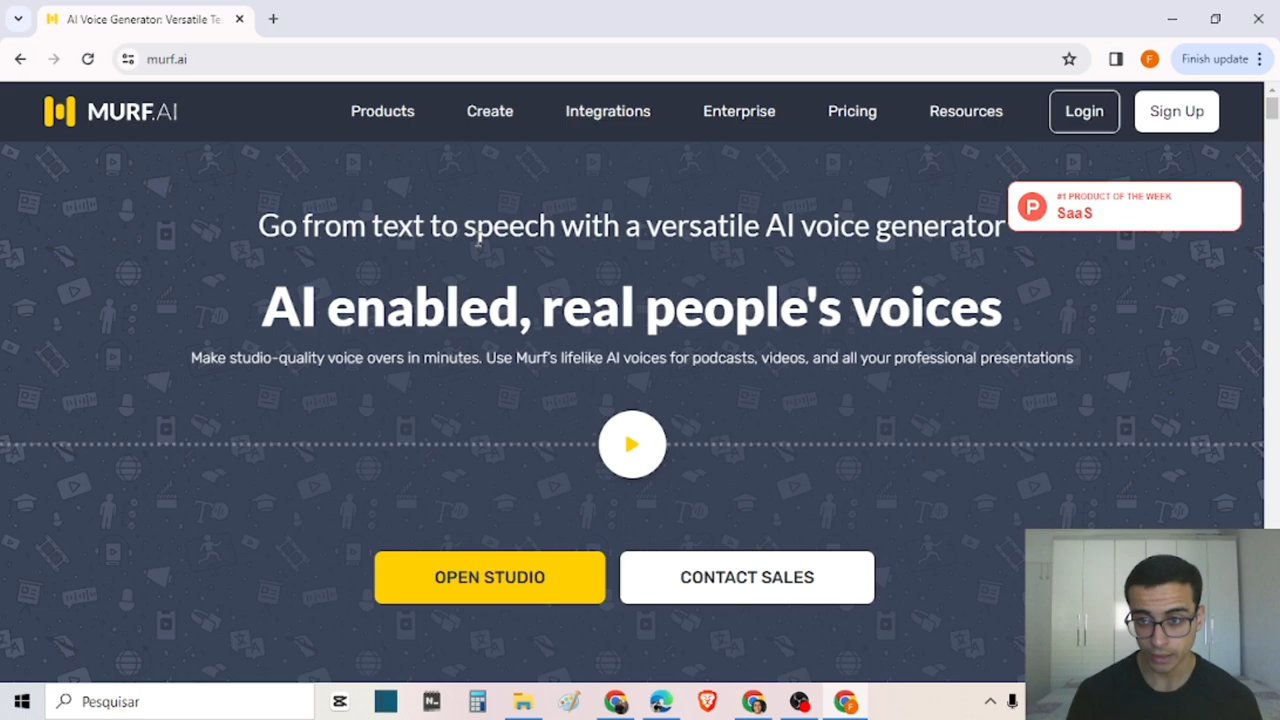 AI Voice Generator: Versatile Te
murf.ai
F
Finish update
MURF.AI
Products
Create
Integrations
Enterprise
Pricing
Resources
Login
Sign Up
P
#1 PRODUCT OF THE WEEK
SaaS
Go from text to speech with a versatile AI voice generator
AI enabled, real people's voices
Make studio-quality voice overs in minutes. Use Murf's lifelike AI voices for podcasts, videos, and all your professional presentations
OPEN STUDIO
CONTACT SALES
Pesquisar